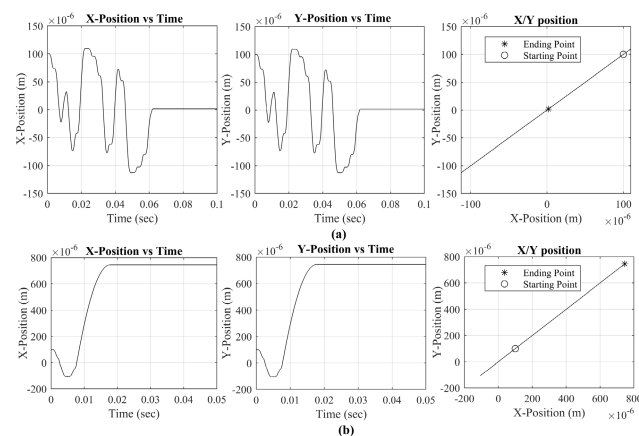 X-Position vs Time
×10⁻⁶
X-Position (m)
150
100
50
0
-50
-100
-150
0 0.02 0.04 0.06 0.08 0.1
Time (sec)
Y-Position vs Time
×10⁻⁶
Y-Position (m)
150
100
50
0
-50
-100
-150
0 0.02 0.04 0.06 0.08 0.1
Time (sec)
X/Y position
×10⁻⁶
Y-Position (m)
150
100
50
0
-50
-100
-150
Ending Point
Starting Point
-100 0 100
X-Position (m) ×10⁻⁶
(a)
X-Position vs Time
×10⁻⁶
X-Position (m)
800
600
400
200
0
-200
0 0.01 0.02 0.03 0.04 0.05
Time (sec)
Y-Position vs Time
×10⁻⁶
Y-Position (m)
800
600
400
200
0
-200
0 0.01 0.02 0.03 0.04 0.05
Time (sec)
X/Y position
×10⁻⁶
Y-Position (m)
800
600
400
200
0
-200
Ending Point
Starting Point
-200 0 200 400 600 800
X-Position (m) ×10⁻⁶
(b)